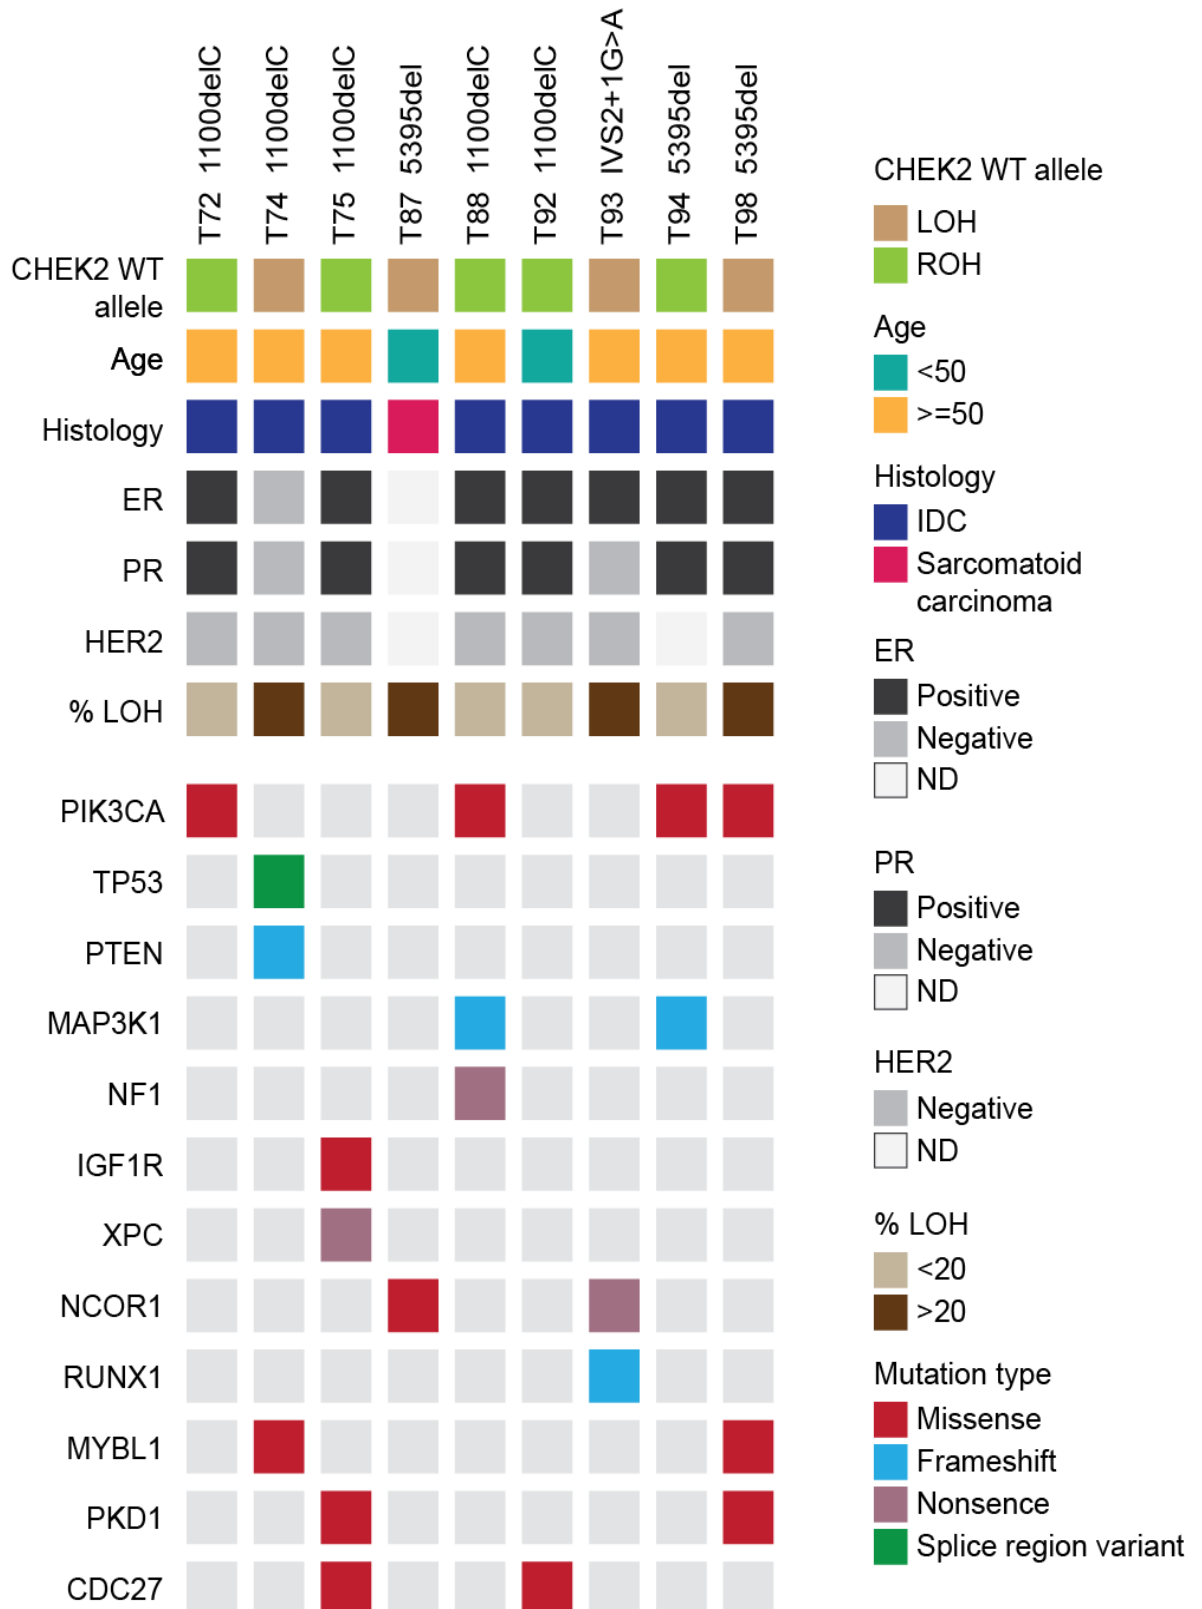 T72 1100delC
T74 1100delC
T75 1100delC
T87 5395del
T88 1100delC
T92 1100delC
T93 IVS2+1G>A
T94 5395del
T98 5395del
CHEK2 WT
allele
Age
Histology
ER
PR
HER2
% LOH
PIK3CA
TP53
PTEN
MAP3K1
NF1
IGF1R
XPC
NCOR1
RUNX1
MYBL1
PKD1
CDC27
CHEK2 WT allele
LOH
ROH
Age
<50
>=50
Histology
IDC
Sarcomatoid
carcinoma
ER
Positive
Negative
ND
PR
Positive
Negative
ND
HER2
Negative
ND
% LOH
<20
>20
Mutation type
Missense
Frameshift
Nonsence
Splice region variant